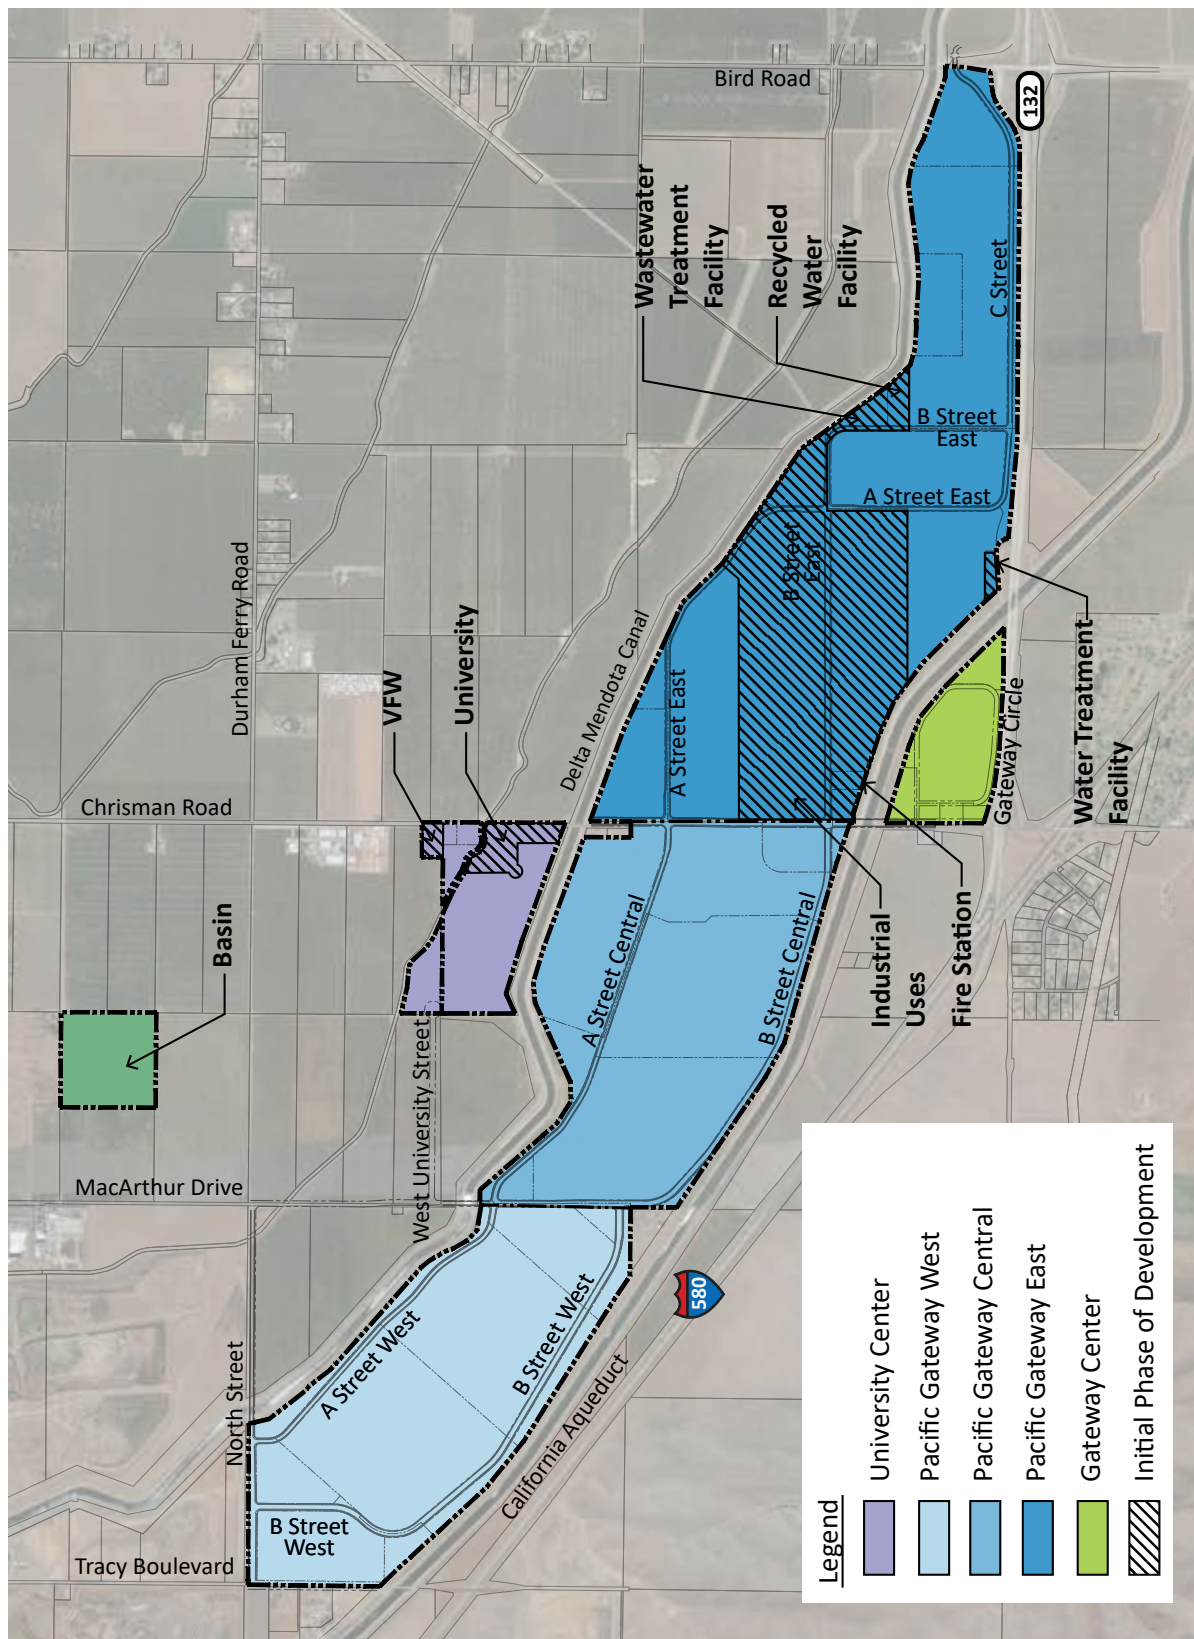 Bird Road
132
Wastewater
Treatment
Facility
Recycled
Water
Facility
C Street
B Street
East
A Street East
B Street
East
Durham Ferry Road
Delta Mendota Canal
VFW
University
A Street East
Chrisman Road
Gateway Circle
Water Treatment
Facility
Basin
A Street Central
B Street Central
Industrial
Uses
Fire Station
West University Street
MacArthur Drive
580
North Street
A Street West
B Street West
California Aqueduct
B Street
West
Tracy Boulevard
Legend
University Center
Pacific Gateway West
Pacific Gateway Central
Pacific Gateway East
Gateway Center
Initial Phase of Development